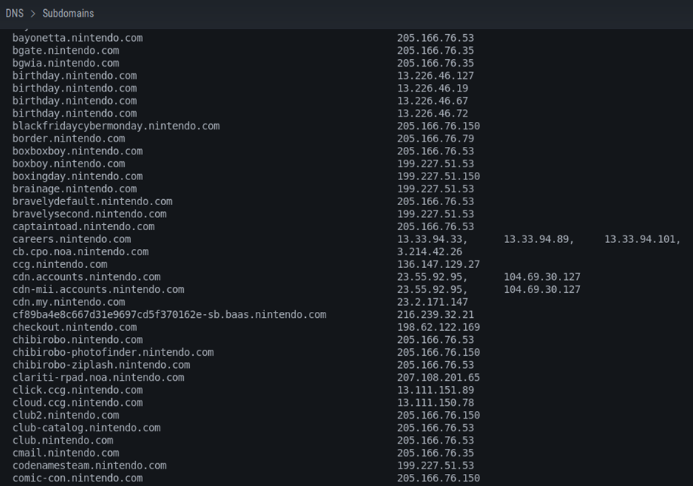 DNS > Subdomains
bayonetta.nintendo.com 205.166.76.53
bgate.nintendo.com 205.166.76.35
bgwia.nintendo.com 205.166.76.35
birthday.nintendo.com 13.226.46.127
birthday.nintendo.com 13.226.46.19
birthday.nintendo.com 13.226.46.67
birthday.nintendo.com 13.226.46.72
blackfridaycybermonday.nintendo.com 205.166.76.150
border.nintendo.com 205.166.76.79
boxboxboy.nintendo.com 205.166.76.53
boxboy.nintendo.com 199.227.51.53
boxingday.nintendo.com 199.227.51.150
brainage.nintendo.com 199.227.51.53
bravelydefault.nintendo.com 205.166.76.53
bravelysecond.nintendo.com 199.227.51.53
captaintoad.nintendo.com 205.166.76.53
careers.nintendo.com 13.33.94.33, 13.33.94.89, 13.33.94.101,
cb.cpo.noa.nintendo.com 3.214.42.26
ccg.nintendo.com 136.147.129.27
cdn.accounts.nintendo.com 23.55.92.95, 104.69.30.127
cdn-mii.accounts.nintendo.com 23.55.92.95, 104.69.30.127
cdn.my.nintendo.com 23.2.171.147
cf89ba4e8c667d31e9697cd5f370162e-sb.baas.nintendo.com 216.239.32.21
checkout.nintendo.com 198.62.122.169
chibirobo.nintendo.com 205.166.76.53
chibirobo-photofinder.nintendo.com 205.166.76.150
chibirobo-ziplash.nintendo.com 205.166.76.53
clariti-rpad.noa.nintendo.com 207.108.201.65
click.ccg.nintendo.com 13.111.151.89
cloud.ccg.nintendo.com 13.111.150.78
club2.nintendo.com 205.166.76.150
club-catalog.nintendo.com 205.166.76.53
club.nintendo.com 205.166.76.53
cmail.nintendo.com 205.166.76.35
codenamesteam.nintendo.com 199.227.51.53
comic-con.nintendo.com 205.166.76.150